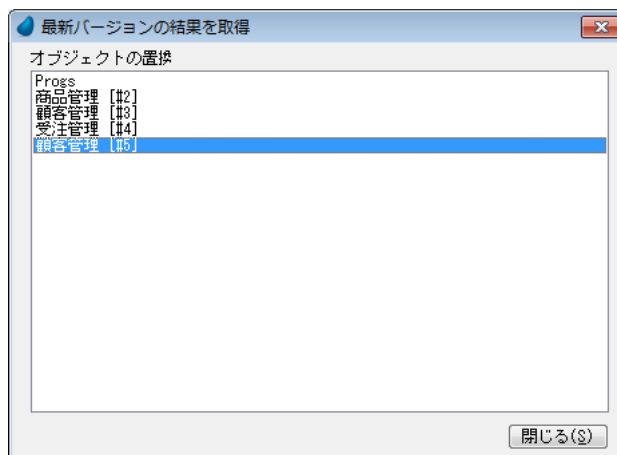 最新バージョンの結果を取得
オブジェクトの置換
Progs
商品管理 [#2]
顧客管理 [#3]
受注管理 [#4]
顧客管理 [#5]
閉じる(S)